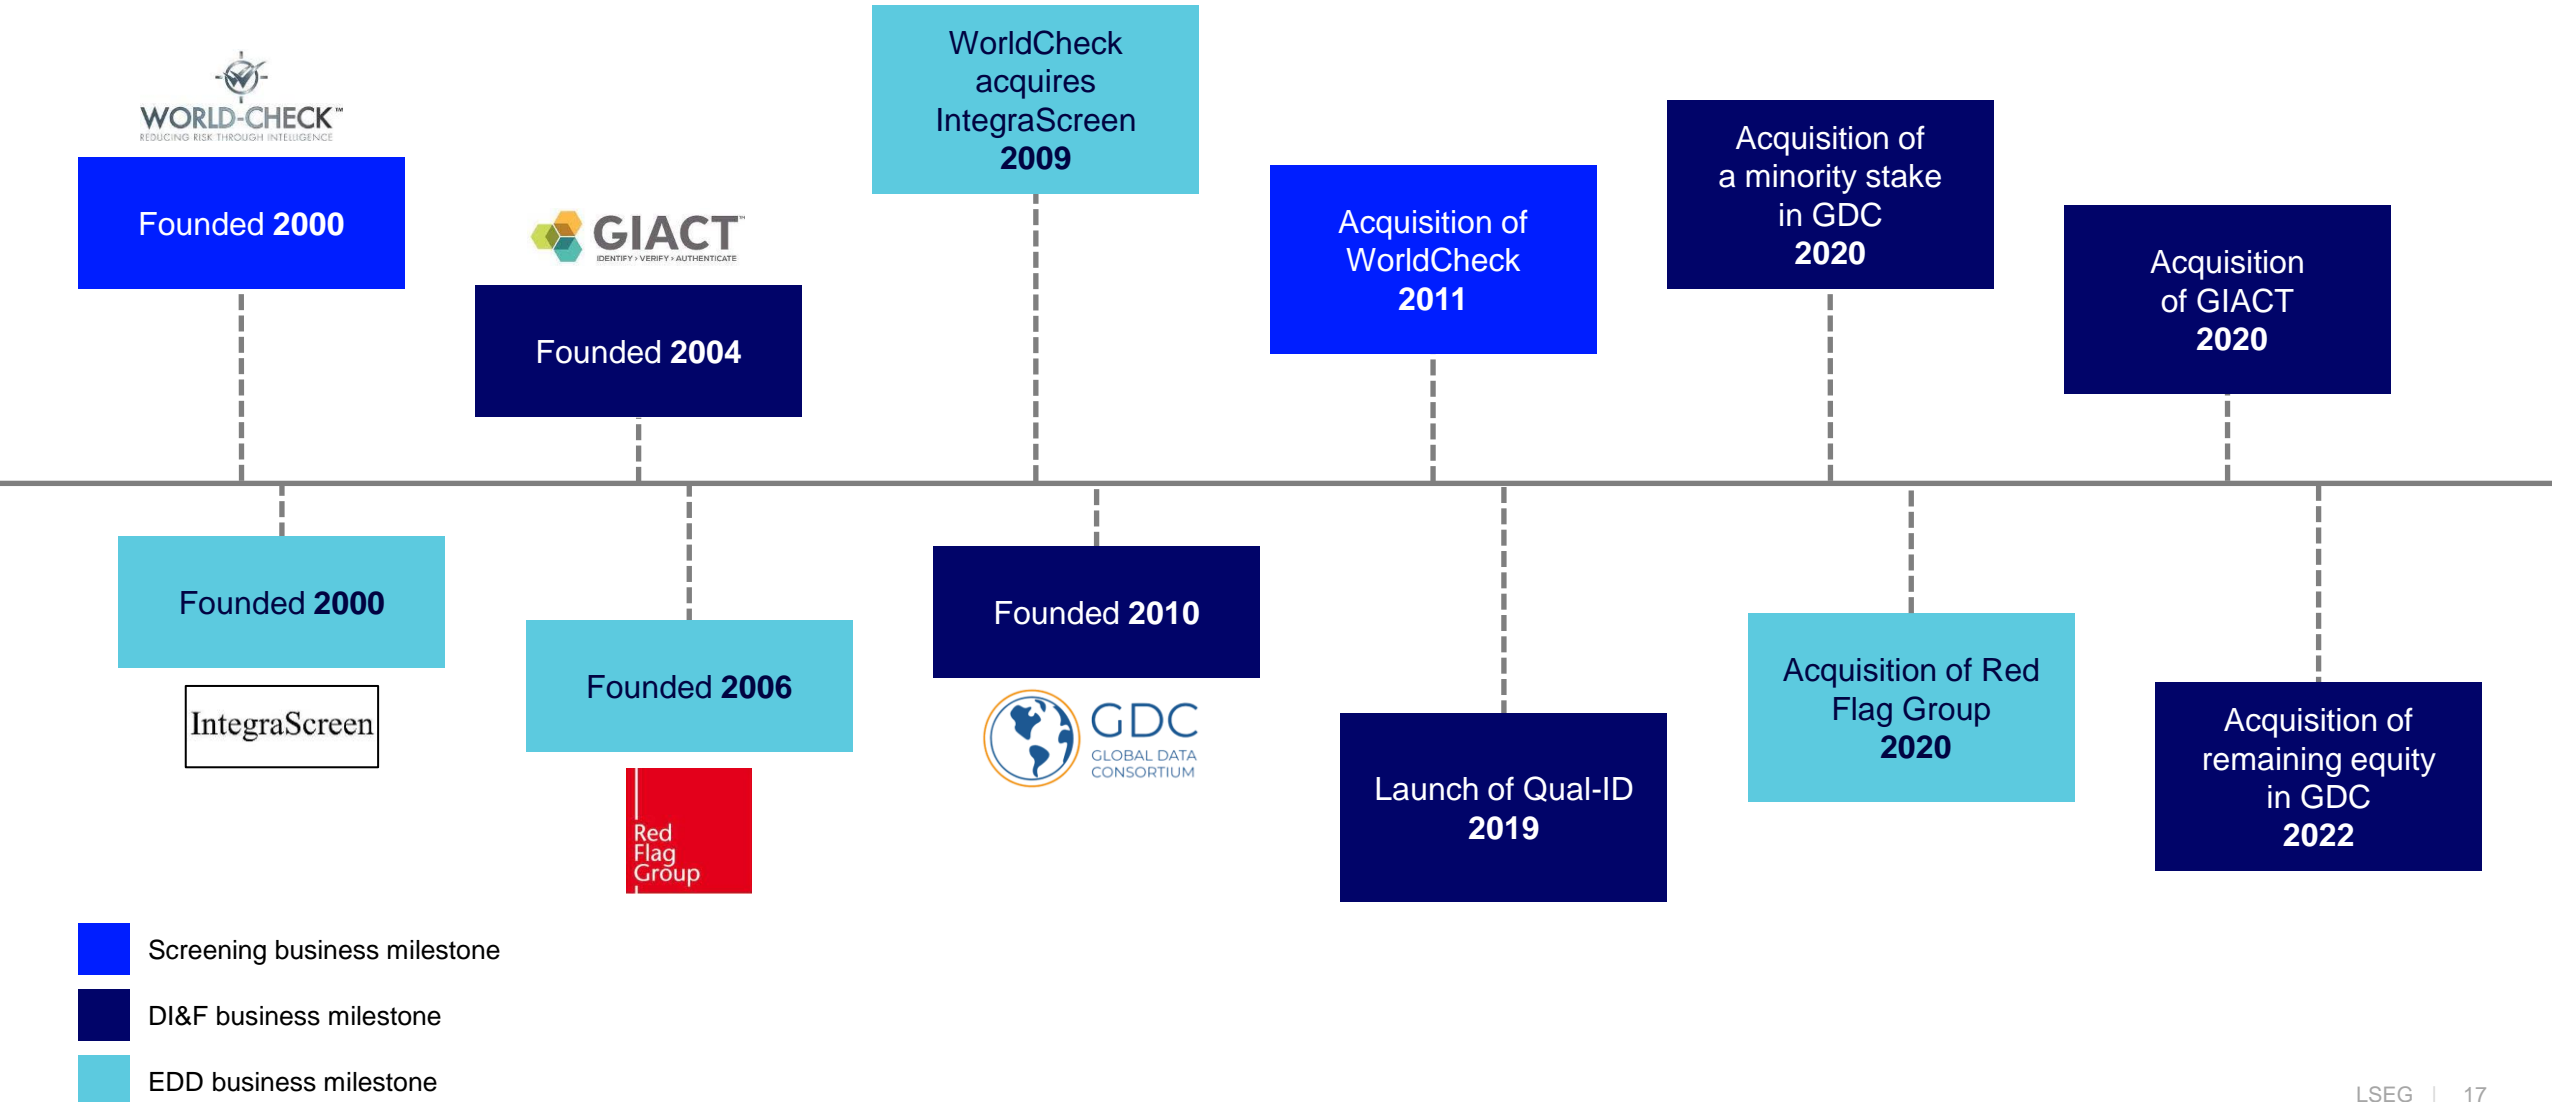 WORLD-CHECK™
REDUCING RISK THROUGH INTELLIGENCE
Founded 2000
GIACT™
IDENTIFY › VERIFY › AUTHENTICATE
Founded 2004
WorldCheck
acquires
IntegraScreen
2009
Acquisition of
WorldCheck
2011
Acquisition of
a minority stake
in GDC
2020
Acquisition
of GIACT
2020
Founded 2000
IntegraScreen
Founded 2006
Red
Flag
Group
Founded 2010
GDC
GLOBAL DATA
CONSORTIUM
Launch of Qual-ID
2019
Acquisition of Red
Flag Group
2020
Acquisition of
remaining equity
in GDC
2022
Screening business milestone
DI&F business milestone
EDD business milestone
LSEG | 17